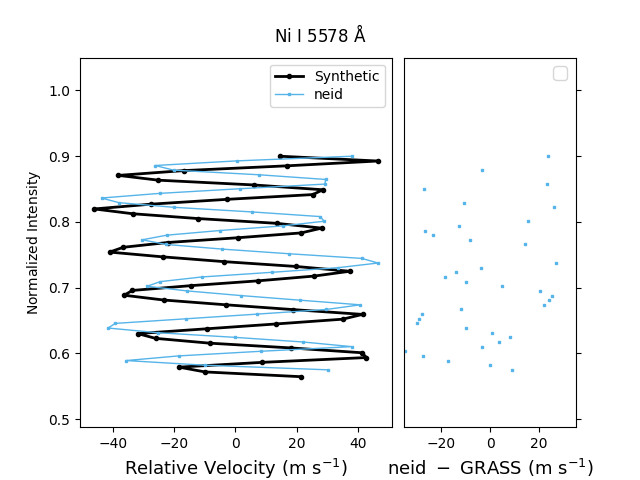 Ni I 5578 Å
Synthetic
neid
Normalized Intensity
1.0
0.9
0.8
0.7
0.6
0.5
−40 −20 0 20 40
−20 0 20
Relative Velocity (m s⁻¹)
neid − GRASS (m s⁻¹)